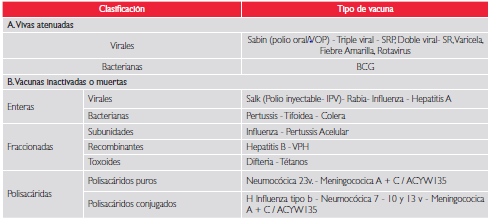 Clasificación Tipo de vacuna
A. Vivas atenuadas
Virales Sabin (polio oral/VOP) - Triple viral - SRP, Doble viral- SR, Varicela,
Fiebre Amarilla, Rotavirus
Bacterianas BCG
B. Vacunas inactivadas o muertas
Enteras Virales Salk (Polio inyectable- IPV)- Rabia- Influenza - Hepatitis A
Bacterianas Pertussis - Tifoidea - Colera
Fraccionadas Subunidades Influenza - Pertussis Acelular
Recombinantes Hepatitis B - VPH
Toxoides Difteria - Tétanos
Polisacáridas Polisacáridos puros Neumocócica 23v. - Meningococica A + C / ACYW135
Polisacáridos conjugados H Influenza tipo b - Neumocócica 7 - 10 y 13 v - Meningococica
A + C / ACYW135